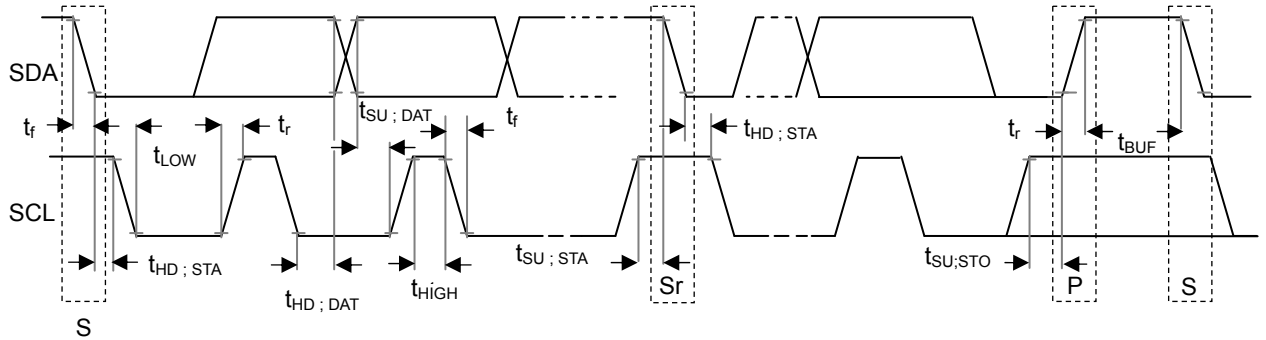 SDA
t_f
t_LOW
t_r
t_SU ; DAT
t_f
t_HD ; STA
t_r
t_BUF
SCL
t_HD ; STA
t_HD ; DAT
t_HIGH
t_SU ; STA
t_SU;STO
S
Sr
P
S